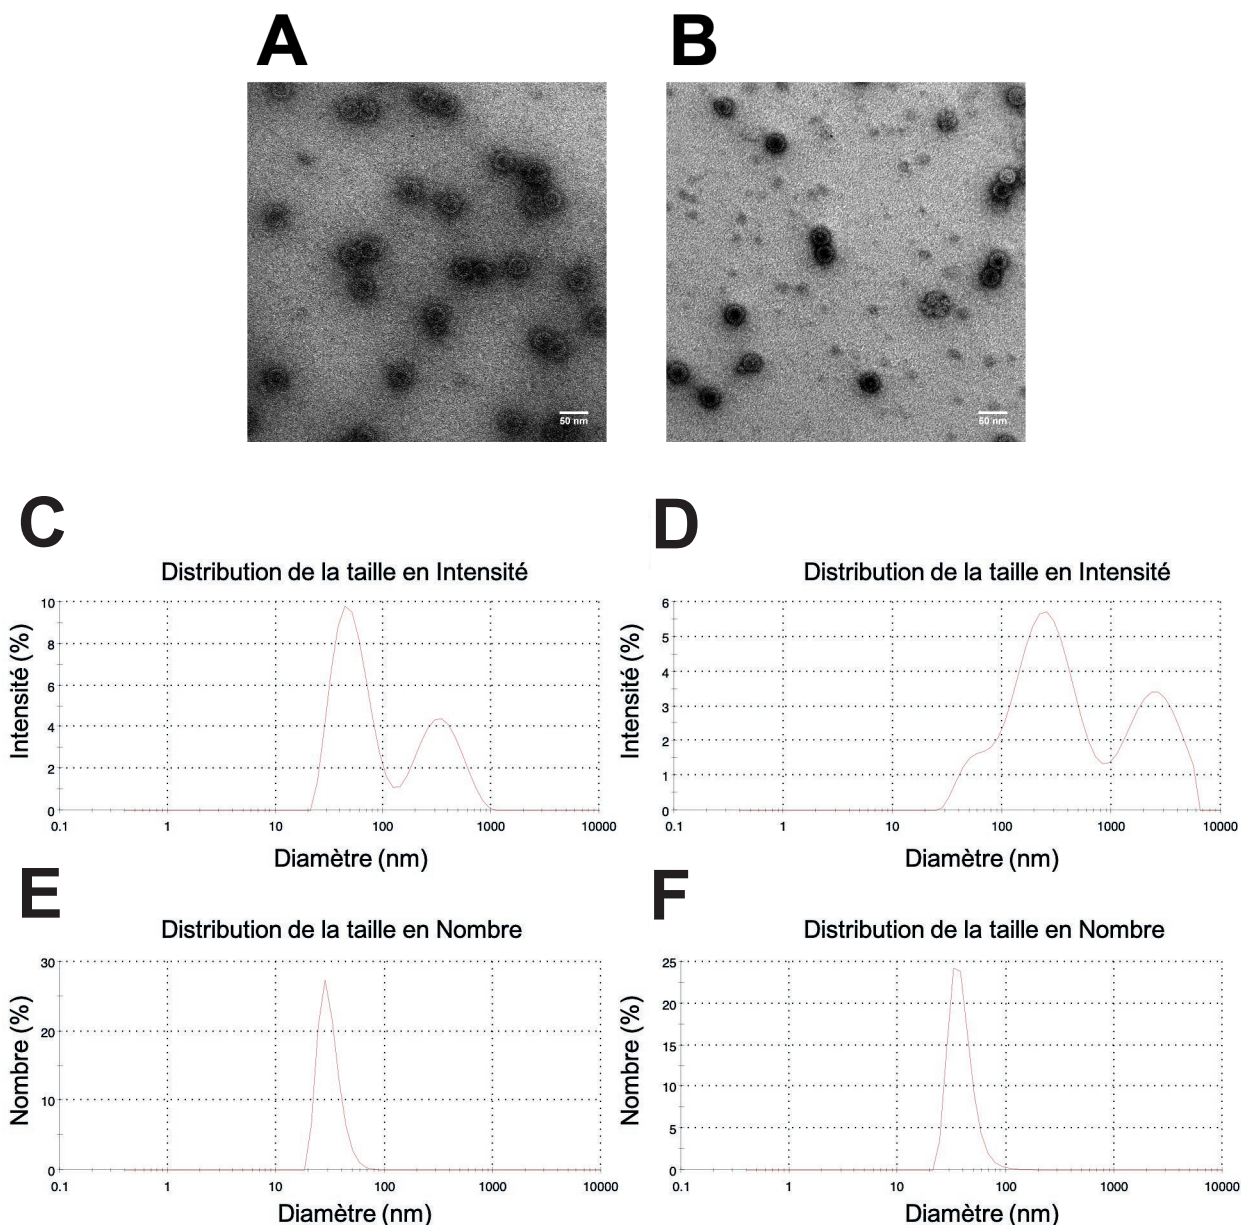 A
B
50 nm
50 nm
C
D
Distribution de la taille en Intensité
Distribution de la taille en Intensité
Intensité (%)
10
8
6
4
2
0
0.1 1 10 100 1000 10000
Diamètre (nm)
Intensité (%)
6
5
4
3
2
1
0
0.1 1 10 100 1000 10000
Diamètre (nm)
E
F
Distribution de la taille en Nombre
Distribution de la taille en Nombre
Nombre (%)
30
20
10
0
0.1 1 10 100 1000 10000
Diamètre (nm)
Nombre (%)
25
20
15
10
5
0
0.1 1 10 100 1000 10000
Diamètre (nm)